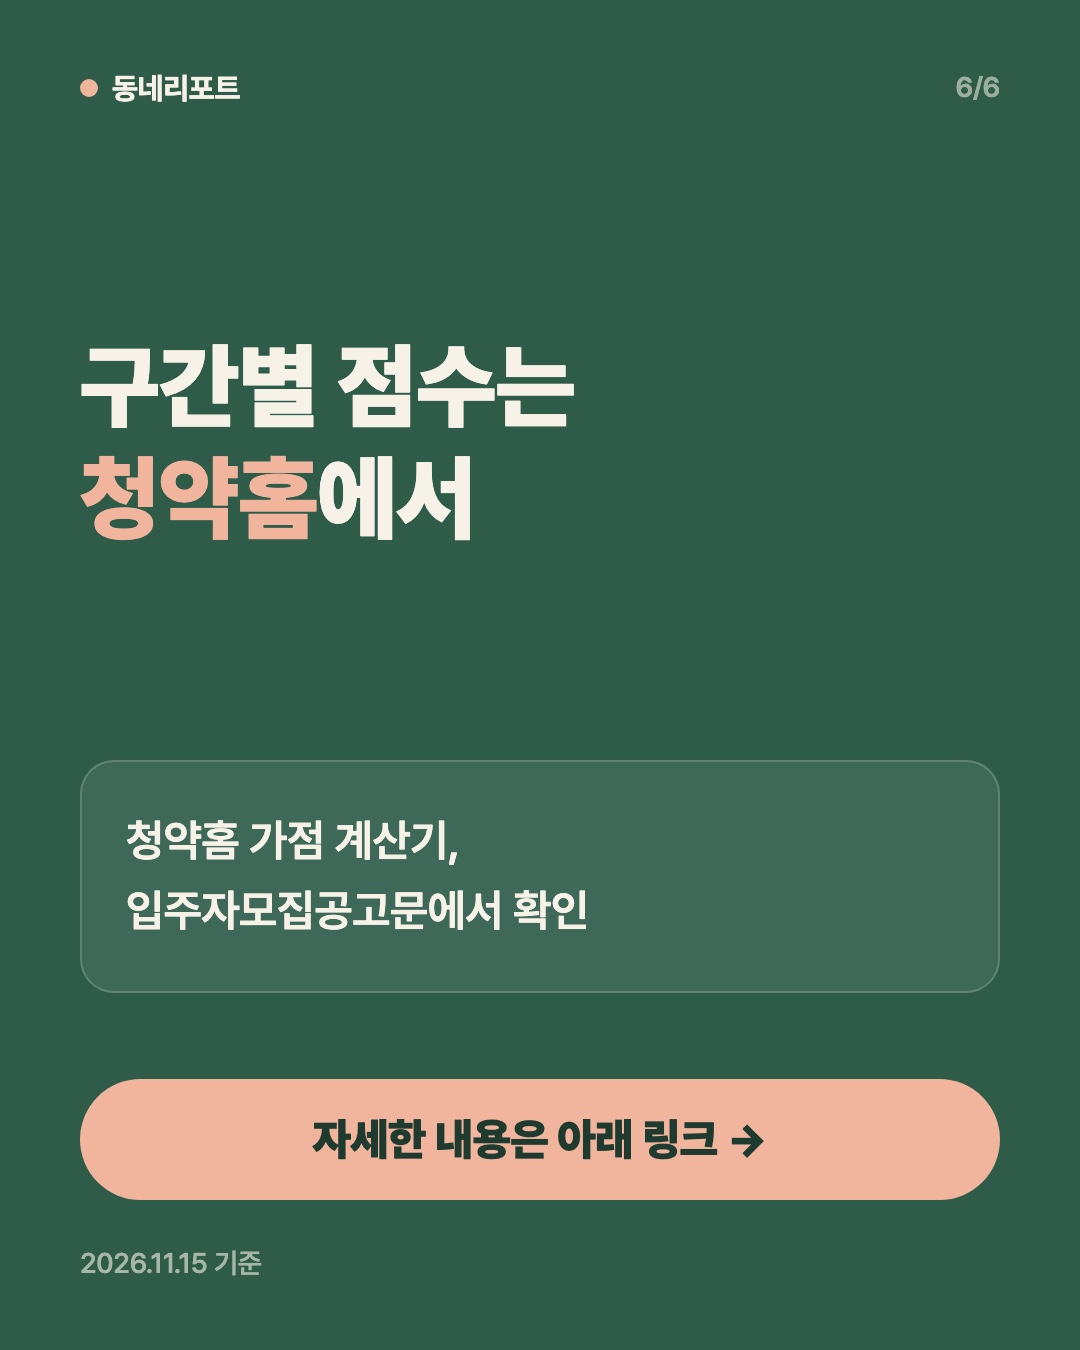 동네리포트
6/6
구간별 점수는
청약홈에서
청약홈 가점 계산기,
입주자모집공고문에서 확인
자세한 내용은 아래 링크 →
2026.11.15 기준